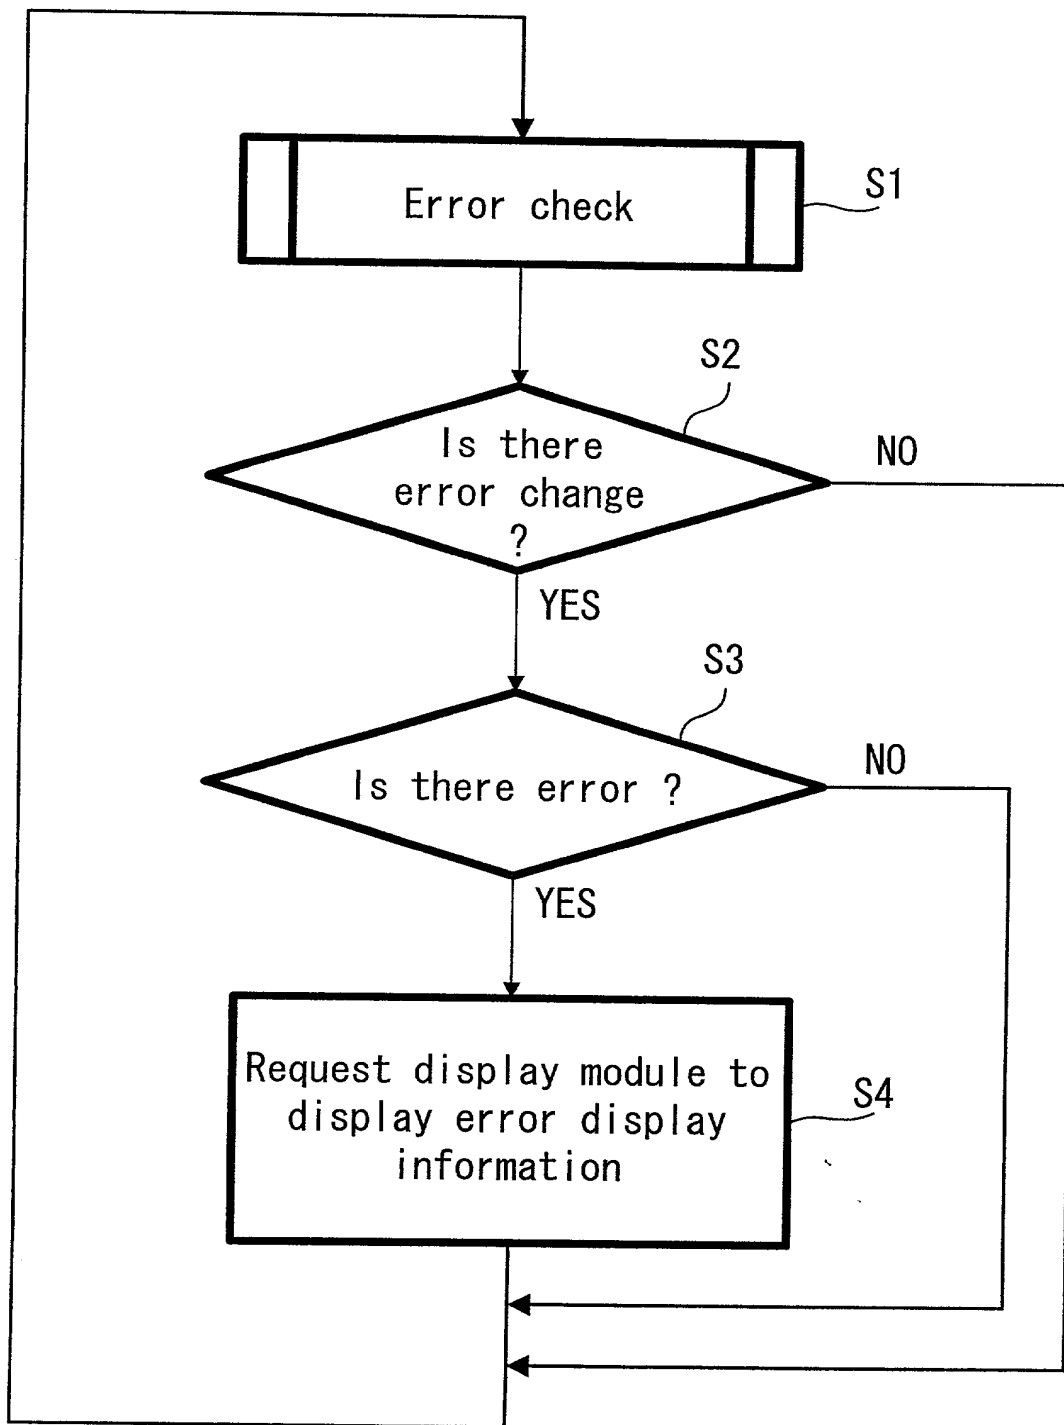 Error check
S1
S2
Is there
error change
?
NO
YES
S3
Is there error ?
NO
YES
Request display module to
display error display
information
S4